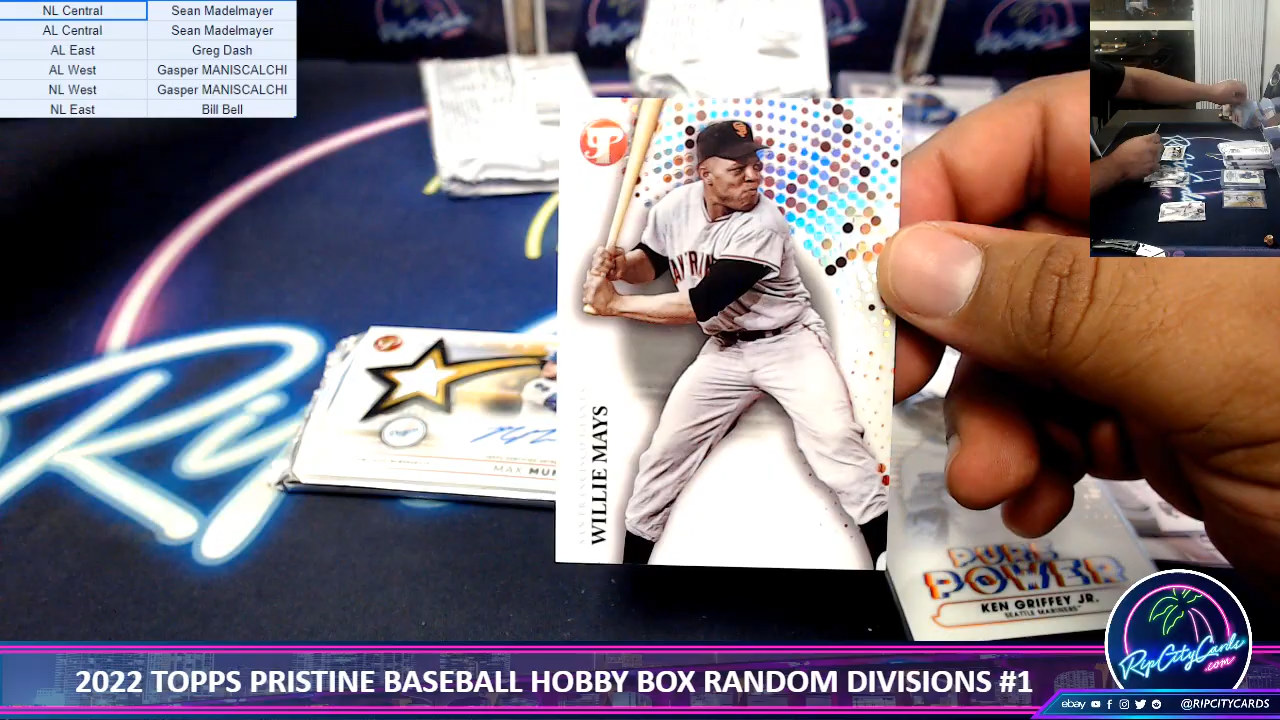 NL Central Sean Madelmayer
AL Central Sean Madelmayer
AL East Greg Dash
AL West Gasper MANISCALCHI
NL West Gasper MANISCALCHI
NL East Bill Bell
SF
WILLIE MAYS
MAX MUN
PURE
POWER
KEN GRIFFEY JR.
SEATTLE MARINERS
Rip
RipCityCards
.com
2022 TOPPS PRISTINE BASEBALL HOBBY BOX RANDOM DIVISIONS #1
ebay @RIPCITYCARDS